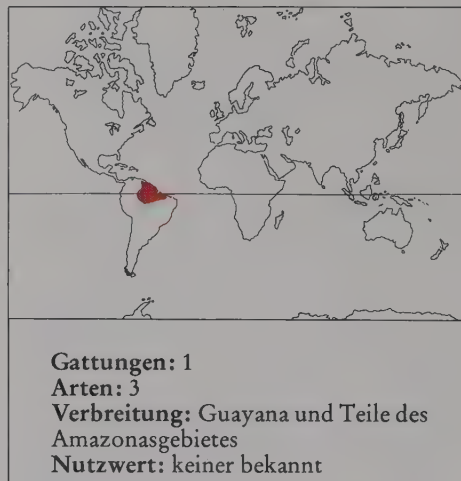 Gattungen: 1
Arten: 3
Verbreitung: Guayana und Teile des
Amazonasgebietes
Nutzwert: keiner bekannt